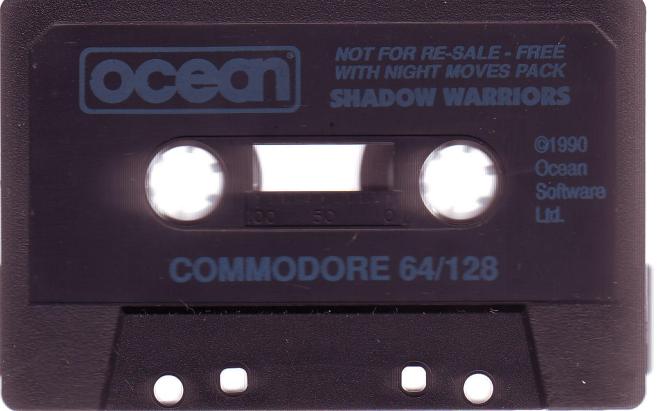 ocean®
NOT FOR RE-SALE - FREE
WITH NIGHT MOVES PACK
SHADOW WARRIORS
©1990
Ocean
Software
Ltd.
100 50 0
COMMODORE 64/128